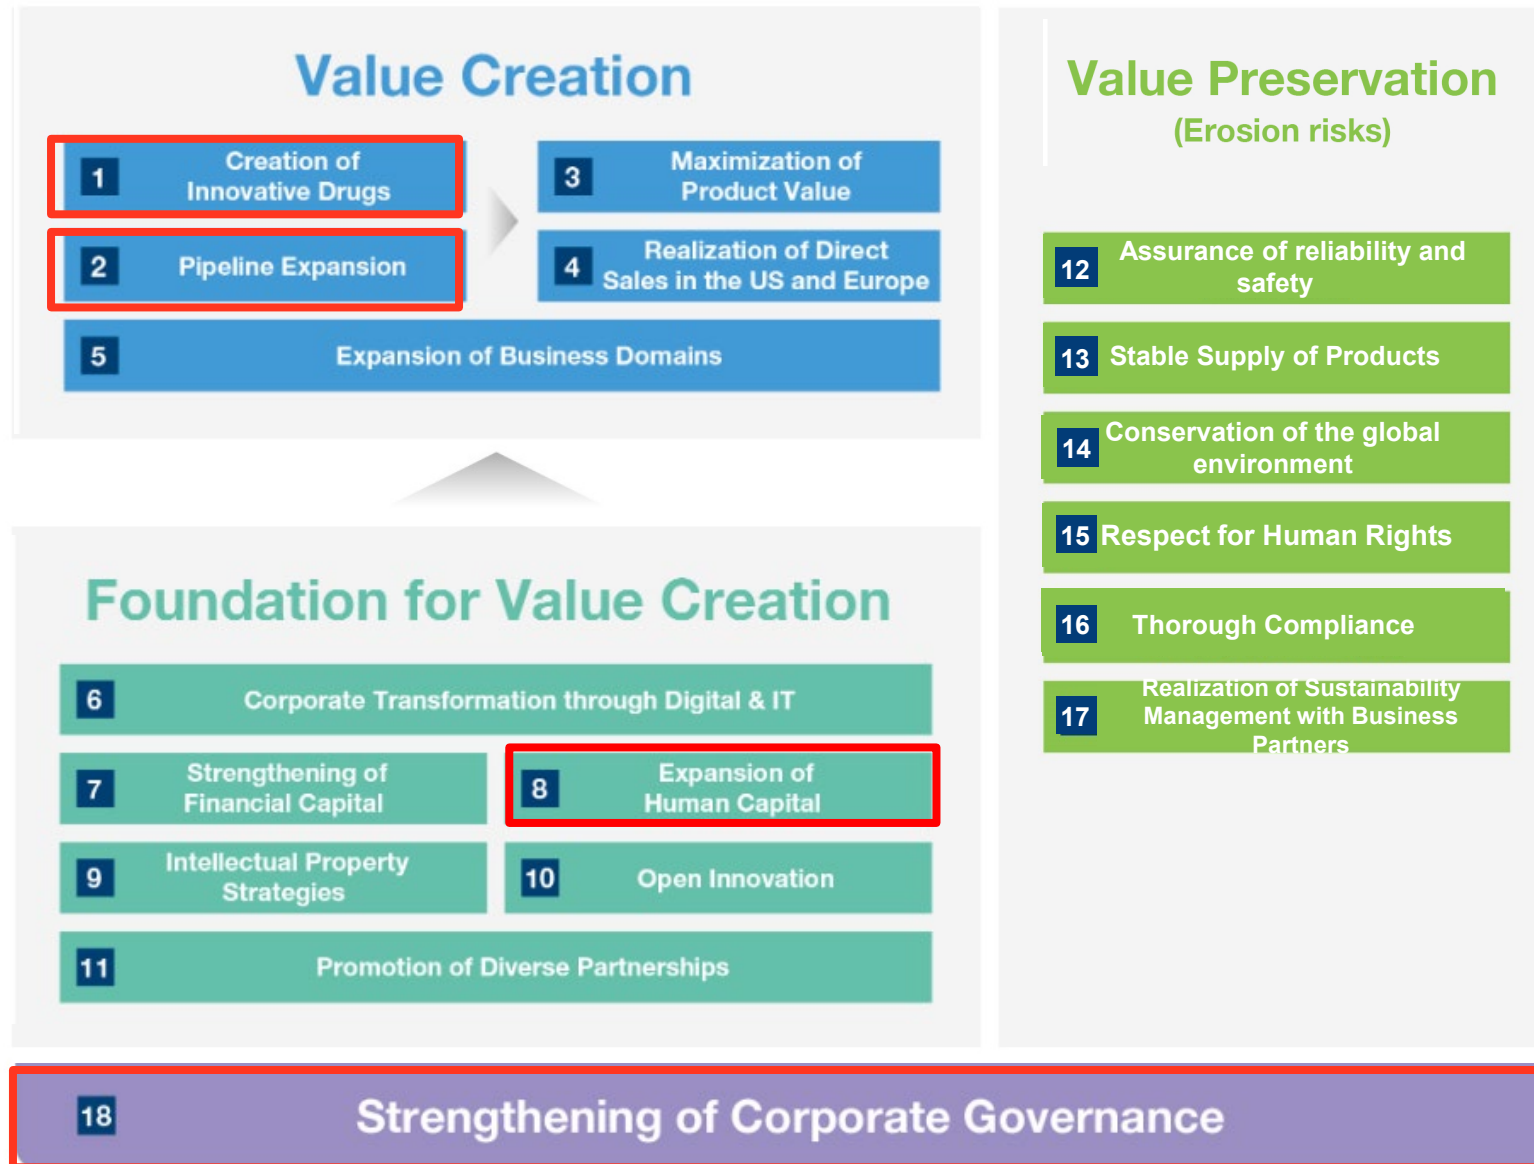 Value Creation
1
Creation of
Innovative Drugs
2
Pipeline Expansion
3
Maximization of
Product Value
4
Realization of Direct
Sales in the US and Europe
5
Expansion of Business Domains
Foundation for Value Creation
6
Corporate Transformation through Digital & IT
7
Strengthening of
Financial Capital
8
Expansion of
Human Capital
9
Intellectual Property
Strategies
10
Open Innovation
11
Promotion of Diverse Partnerships
Value Preservation
(Erosion risks)
12
Assurance of reliability and
safety
13
Stable Supply of Products
14
Conservation of the global
environment
15
Respect for Human Rights
16
Thorough Compliance
17
Realization of Sustainability
Management with Business
Partners
18
Strengthening of Corporate Governance